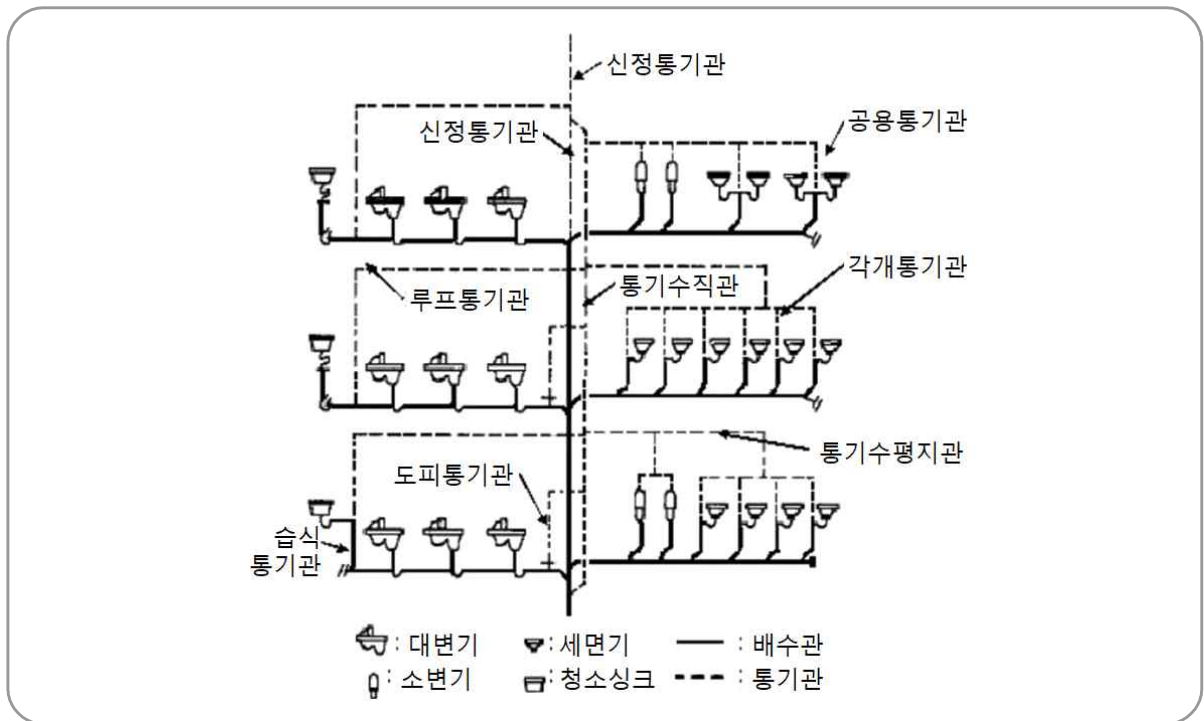 신정통기관
신정통기관
공용통기관
루프통기관
통기수직관
각개통기관
도피통기관
통기수평지관
습식
통기관
: 대변기 : 세면기 : 배수관
: 소변기 : 청소싱크 : 통기관